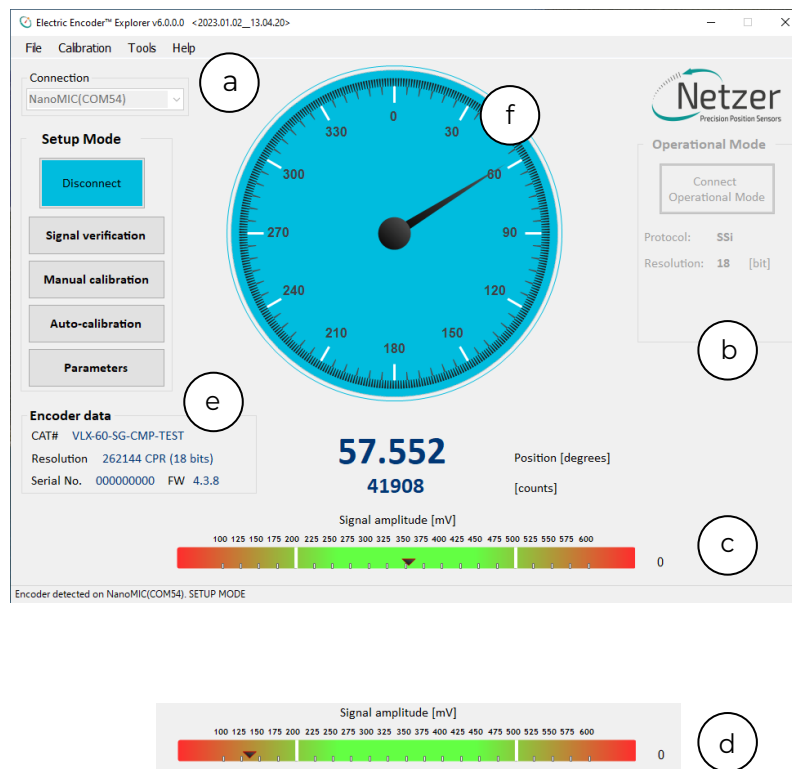 Electric Encoder™ Explorer v6.0.0.0 <2023.01.02__13.04.20>
File Calibration Tools Help
Connection
NanoMIC(COM54)
a
Setup Mode
Disconnect
Signal verification
Manual calibration
Auto-calibration
Parameters
e
Encoder data
CAT# VLX-60-SG-CMP-TEST
Resolution 262144 CPR (18 bits)
Serial No. 000000000 FW 4.3.8
f
0
30
60
90
120
150
180
210
240
270
300
330
Netzer
Precision Position Sensors
Operational Mode
Connect
Operational Mode
Protocol: SSi
Resolution: 18 [bit]
b
57.552 Position [degrees]
41908 [counts]
Signal amplitude [mV]
100 125 150 175 200 225 250 275 300 325 350 375 400 425 450 475 500 525 550 575 600
0
c
Encoder detected on NanoMIC(COM54). SETUP MODE
Signal amplitude [mV]
100 125 150 175 200 225 250 275 300 325 350 375 400 425 450 475 500 525 550 575 600
0
d